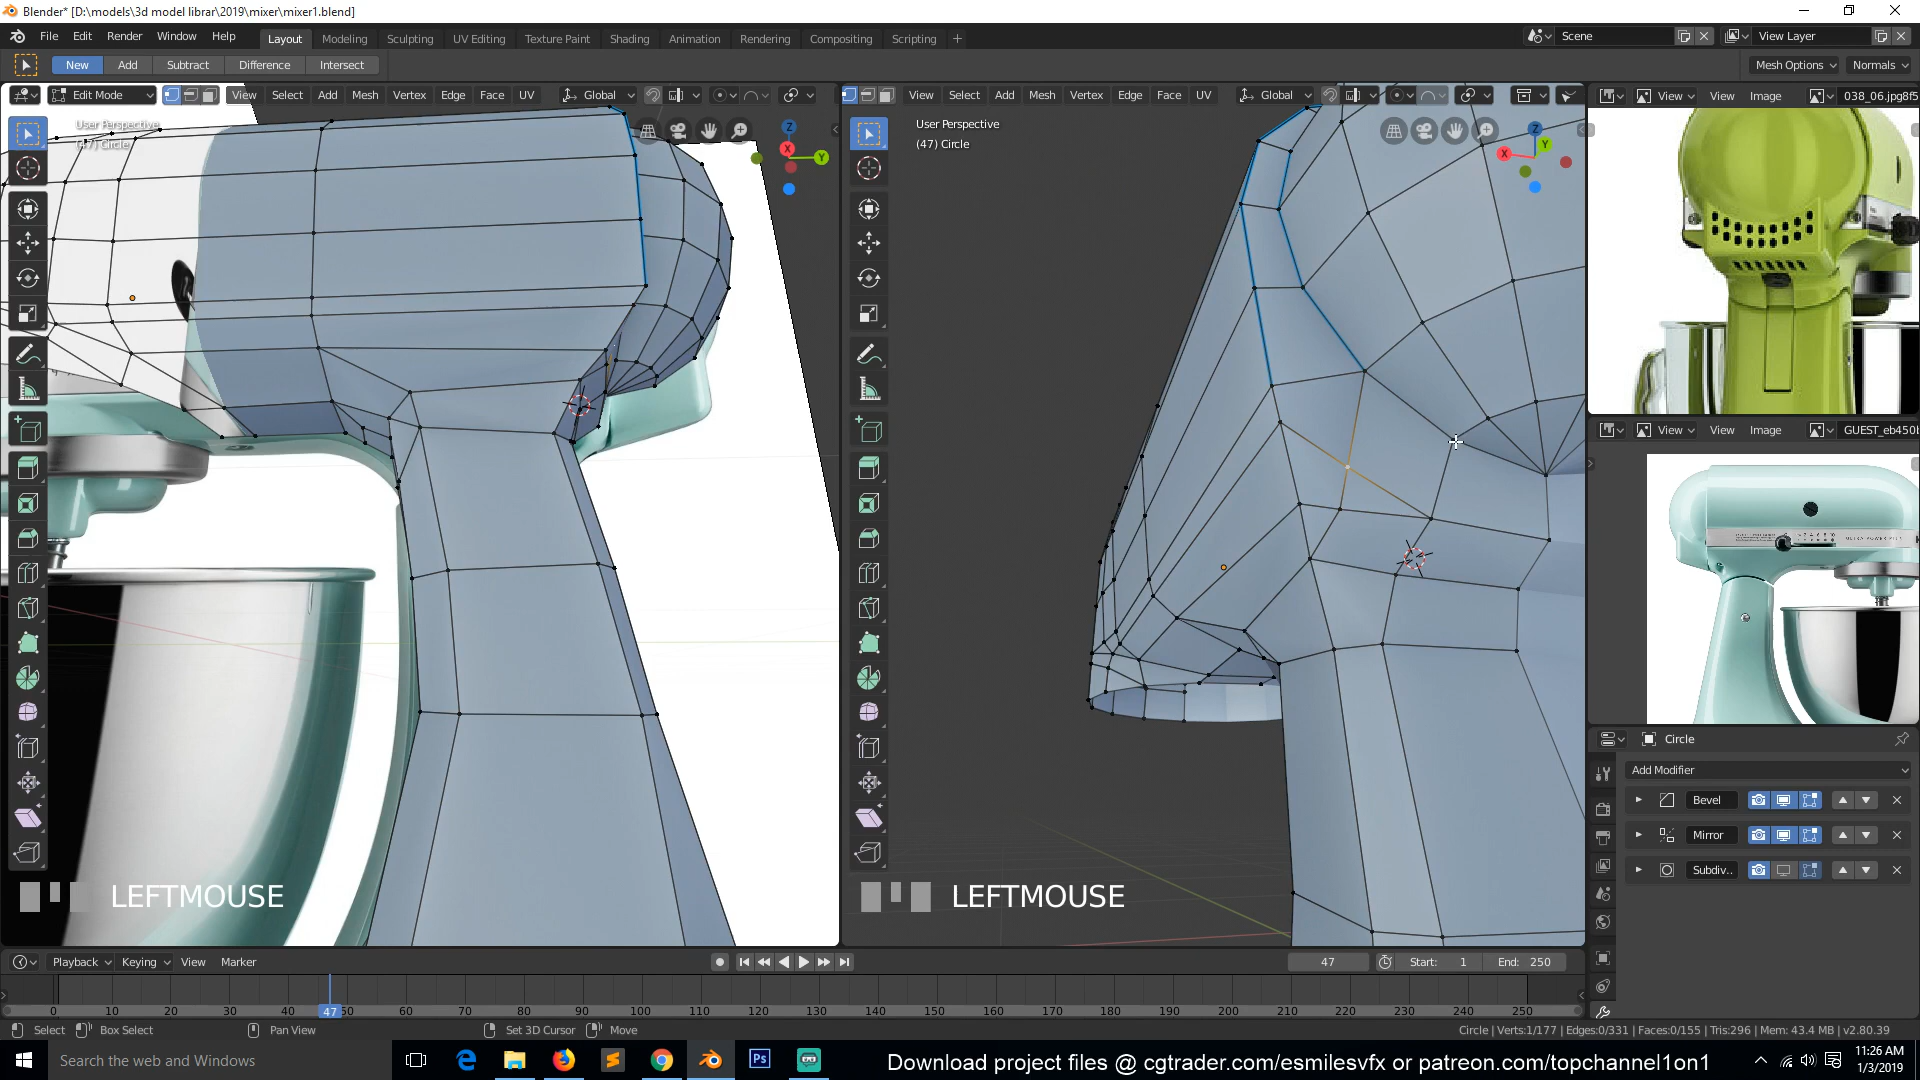 Blender* [D:\models\3d model librar\2019\mixer\mixer1.blend]
File Edit Render Window Help Layout Modeling Sculpting UV Editing Texture Paint Shading Animation Rendering Compositing Scripting Scene View Layer
New Add Subtract Difference Intersect Mesh Options Normals
Edit Mode View Select Add Mesh Vertex Edge Face UV Global View Select Add Mesh Vertex Edge Face UV Global View View Image 038_06.jpg8f5
User Perspective
(47) Circle
Z
X
Y
User Perspective
(47) Circle
Z
Y
X
View View Image GUEST_eb450b
Circle
Add Modifier
Bevel
Mirror
Subdiv..
LEFTMOUSE
LEFTMOUSE
Playback Keying View Marker 47 Start: 1 End: 250
0 10 20 30 40 47 50 60 70 80 90 100 110 120 130 140 150 160 170 180 190 200 210 220 230 240 250
Select Box Select Pan View Set 3D Cursor Move Circle | Verts:1/177 | Edges:0/331 | Faces:0/155 | Tris:296 | Mem: 43.4 MB | v2.80.39
Search the web and Windows
Ps
Download project files @ cgtrader.com/esmilesvfx or patreon.com/topchannel1on1
11:26 AM
1/3/2019